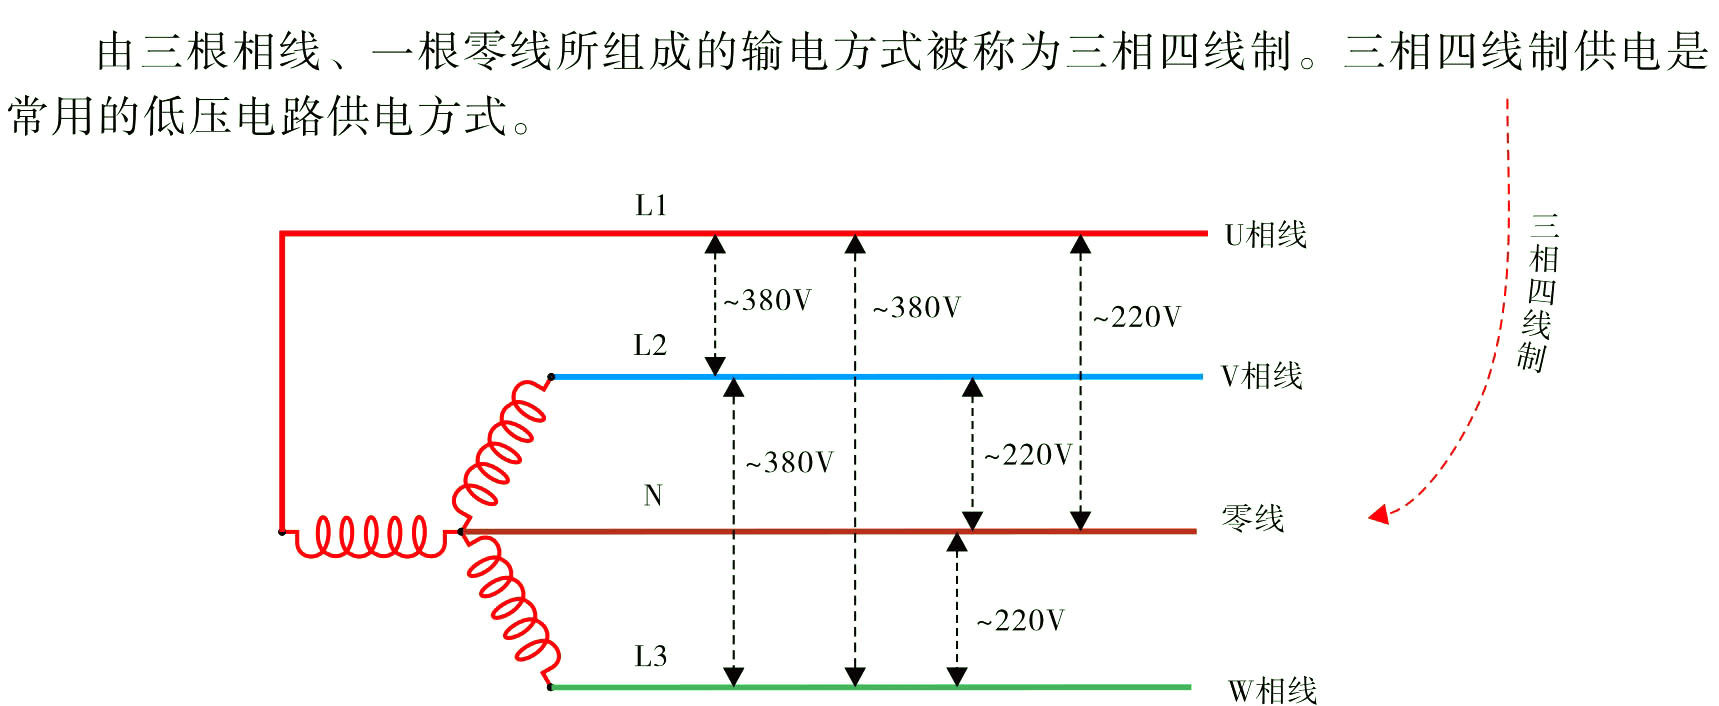 由三根相线、一根零线所组成的输电方式被称为三相四线制。三相四线制供电是
常用的低压电路供电方式。
L1
U相线
~380V
~380V
~220V
三相四线制
L2
V相线
~380V
~220V
N
零线
~220V
L3
W相线